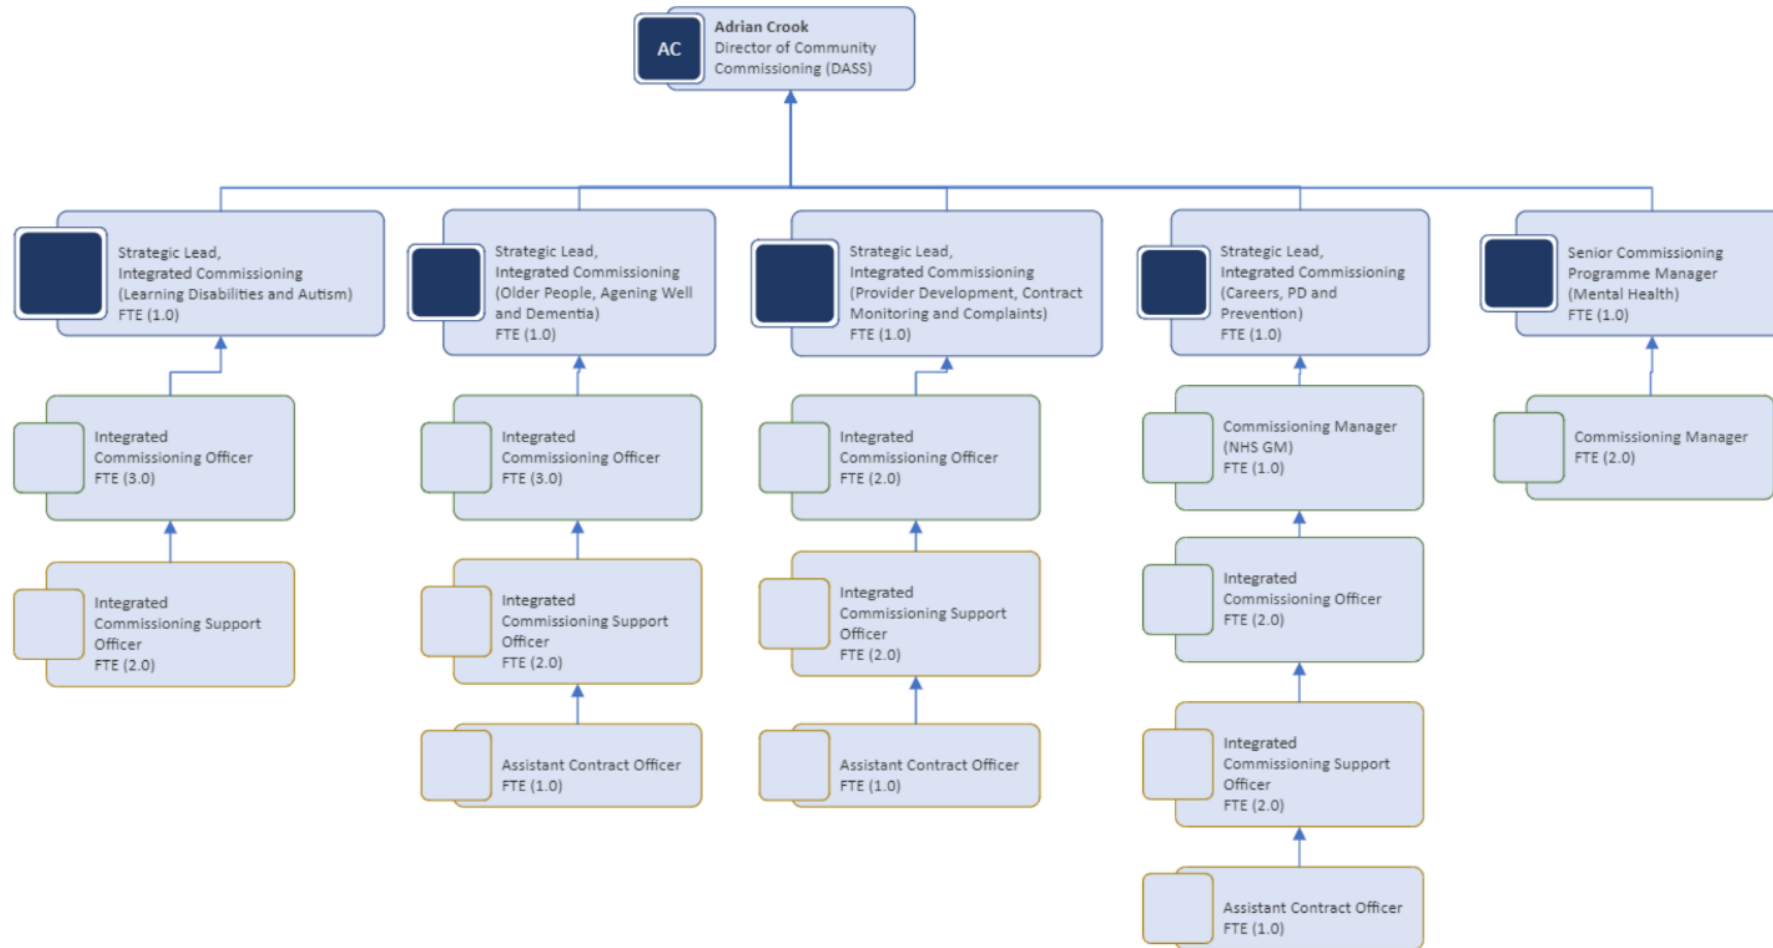 AC
Adrian Crook
Director of Community
Commissioning (DASS)
Strategic Lead,
Integrated Commissioning
(Learning Disabilities and Autism)
FTE (1.0)
Strategic Lead,
Integrated Commissioning
(Older People, Agening Well
and Dementia)
FTE (1.0)
Strategic Lead,
Integrated Commissioning
(Provider Development, Contract
Monitoring and Complaints)
FTE (1.0)
Strategic Lead,
Integrated Commissioning
(Careers, PD and
Prevention)
FTE (1.0)
Senior Commissioning
Programme Manager
(Mental Health)
FTE (1.0)
Integrated
Commissioning Officer
FTE (3.0)
Integrated
Commissioning Officer
FTE (3.0)
Integrated
Commissioning Officer
FTE (2.0)
Commissioning Manager
(NHS GM)
FTE (1.0)
Commissioning Manager
FTE (2.0)
Integrated
Commissioning Support
Officer
FTE (2.0)
Integrated
Commissioning Support
Officer
FTE (2.0)
Integrated
Commissioning Support
Officer
FTE (2.0)
Integrated
Commissioning Officer
FTE (2.0)
Assistant Contract Officer
FTE (1.0)
Assistant Contract Officer
FTE (1.0)
Integrated
Commissioning Support
Officer
FTE (2.0)
Assistant Contract Officer
FTE (1.0)